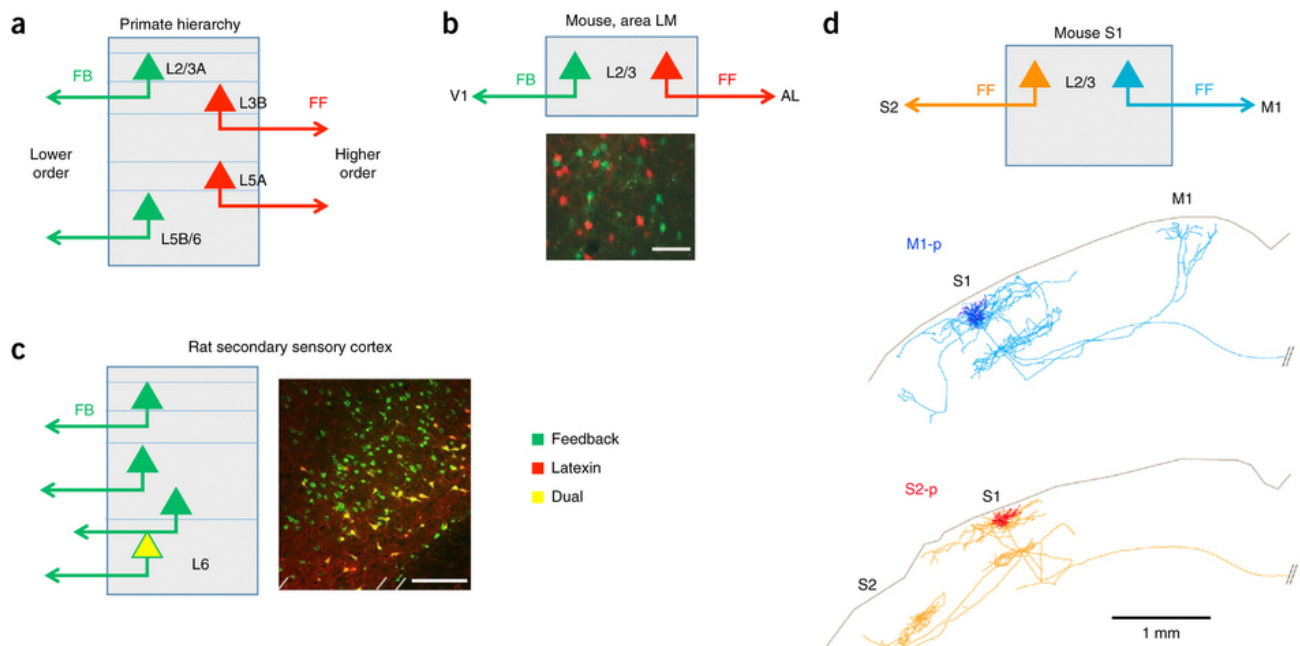 a
Primate hierarchy
FB
L2/3A
L3B
FF
Lower
order
Higher
order
L5A
L5B/6
b
Mouse, area LM
FB
L2/3
FF
V1
AL
c
Rat secondary sensory cortex
FB
L6
Feedback
Latexin
Dual
d
Mouse S1
FF
L2/3
FF
S2
M1
M1
M1-p
S1
S2-p
S1
S2
1 mm